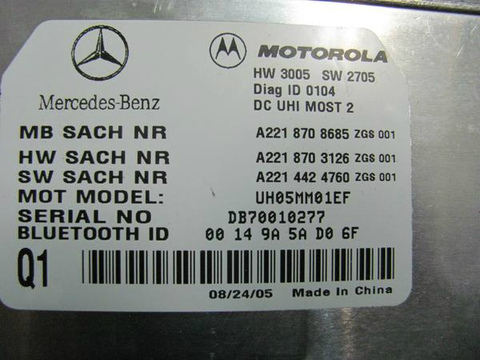 MOTOROLA
HW 3005 SW 2705
Diag ID 0104
DC UHI MOST 2
Mercedes-Benz
MB SACH NR A221 870 8685 ZGS 001
HW SACH NR A221 870 3126 ZGS 001
SW SACH NR A221 442 4760 ZGS 001
MOT MODEL: UH05MM01EF
SERIAL NO DB70010277
BLUETOOTH ID 00 14 9A 5A D0 6F
Q1
08/24/05 Made In China